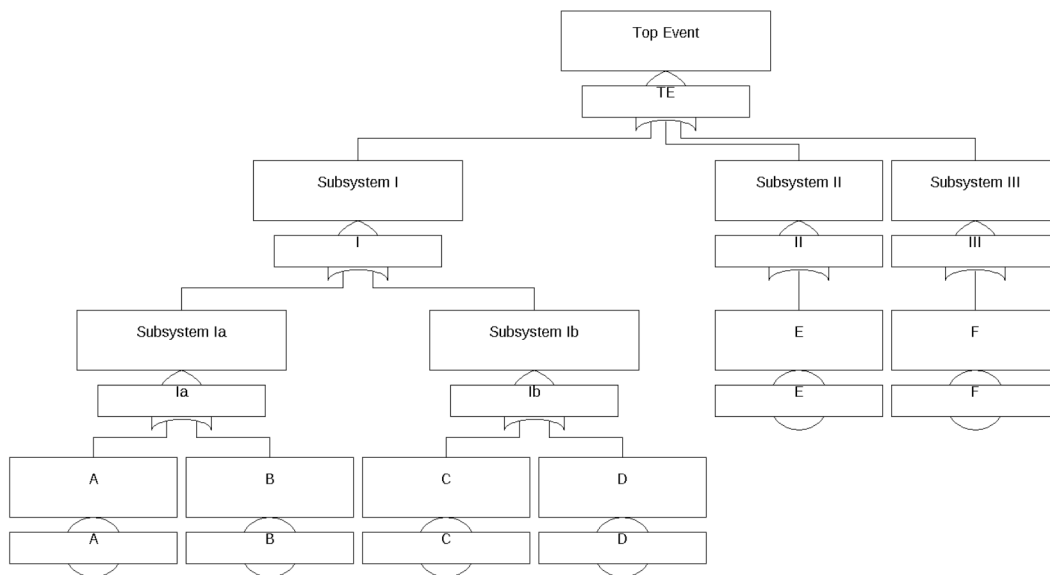 Top Event
TE
Subsystem I
Subsystem II
Subsystem III
I
II
III
Subsystem Ia
Subsystem Ib
E
F
Ia
Ib
E
F
A
B
C
D
A
B
C
D